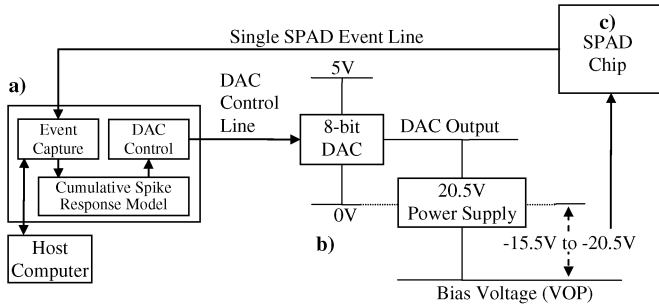 Single SPAD Event Line
c)
SPAD
Chip
a)
5V
DAC
Control
Line
Event
Capture
DAC
Control
8-bit
DAC
DAC Output
Cumulative Spike
Response Model
0V
20.5V
Power Supply
b)
-15.5V to -20.5V
Host
Computer
Bias Voltage (VOP)